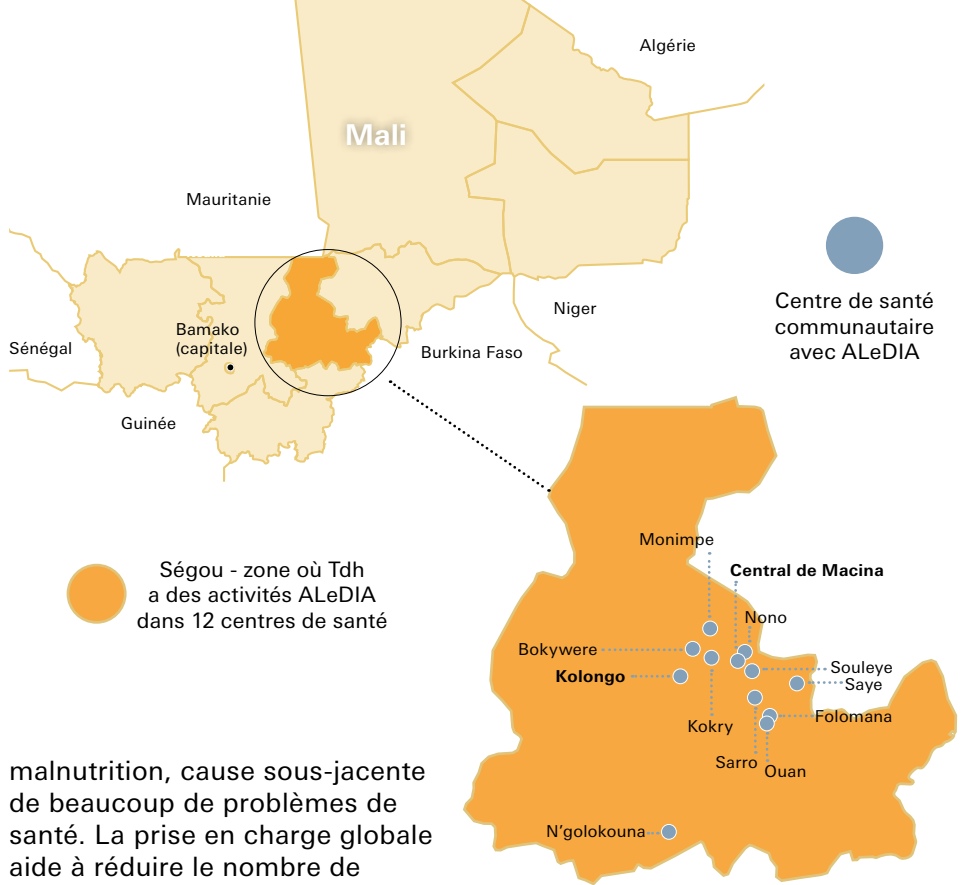 Algérie
Mali
Mauritanie
Niger
Bamako
(capitale)
Sénégal
Burkina Faso
Guinée
Centre de santé
communautaire
avec ALeDIA
Ségou - zone où Tdh
a des activités ALeDIA
dans 12 centres de santé
Monimpe
Central de Macina
Nono
Bokywere
Souleye
Kolongo
Saye
Folomana
Kokry
Sarro
Ouan
N'golokouna
malnutrition, cause sous-jacente
de beaucoup de problèmes de
santé. La prise en charge globale
aide à réduire le nombre de